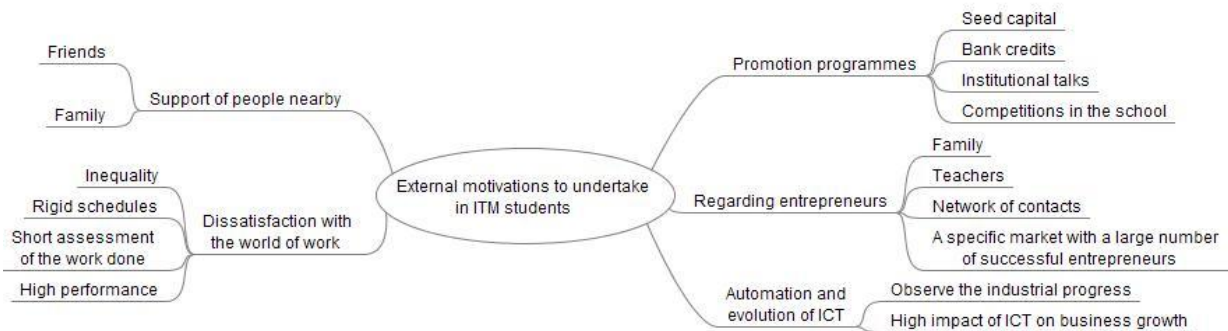 External motivations to undertake
in ITM students
Support of people nearby
Friends
Family
Dissatisfaction with
the world of work
Inequality
Rigid schedules
Short assessment
of the work done
High performance
Promotion programmes
Seed capital
Bank credits
Institutional talks
Competitions in the school
Regarding entrepreneurs
Family
Teachers
Network of contacts
A specific market with a large number
of successful entrepreneurs
Automation and
evolution of ICT
Observe the industrial progress
High impact of ICT on business growth